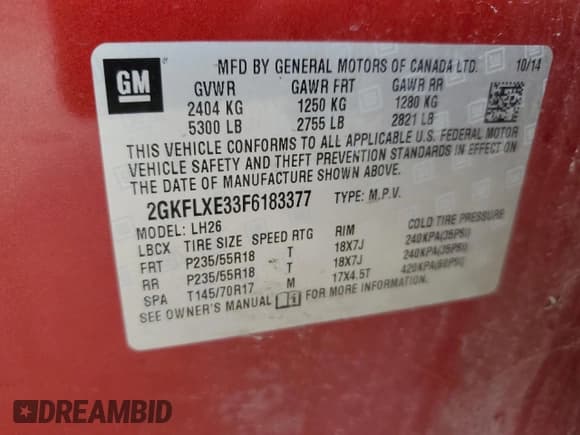 GM
MFD BY GENERAL MOTORS OF CANADA LTD. 10/14
GVWR GAWR FRT GAWR RR
2404 KG 1250 KG 1280 KG
5300 LB 2755 LB 2821 LB
THIS VEHICLE CONFORMS TO ALL APPLICABLE U.S. FEDERAL MOTOR
VEHICLE SAFETY AND THEFT PREVENTION STANDARDS IN EFFECT ON
THE DATE OF MANUFACTURE SHOWN ABOVE.
2GKFLXE33F6183377 TYPE: M.P.V.
MODEL: LH26
LBCX TIRE SIZE SPEED RTG RIM COLD TIRE PRESSURE
FRT P235/55R18 T 18X7J 240KPA(35PSI)
RR P235/55R18 T 18X7J 240KPA(35PSI)
SPA T145/70R17 M 17X4.5T 420KPA(60PSI)
SEE OWNER'S MANUAL FOR MORE INFORMATION.
DREAMBID